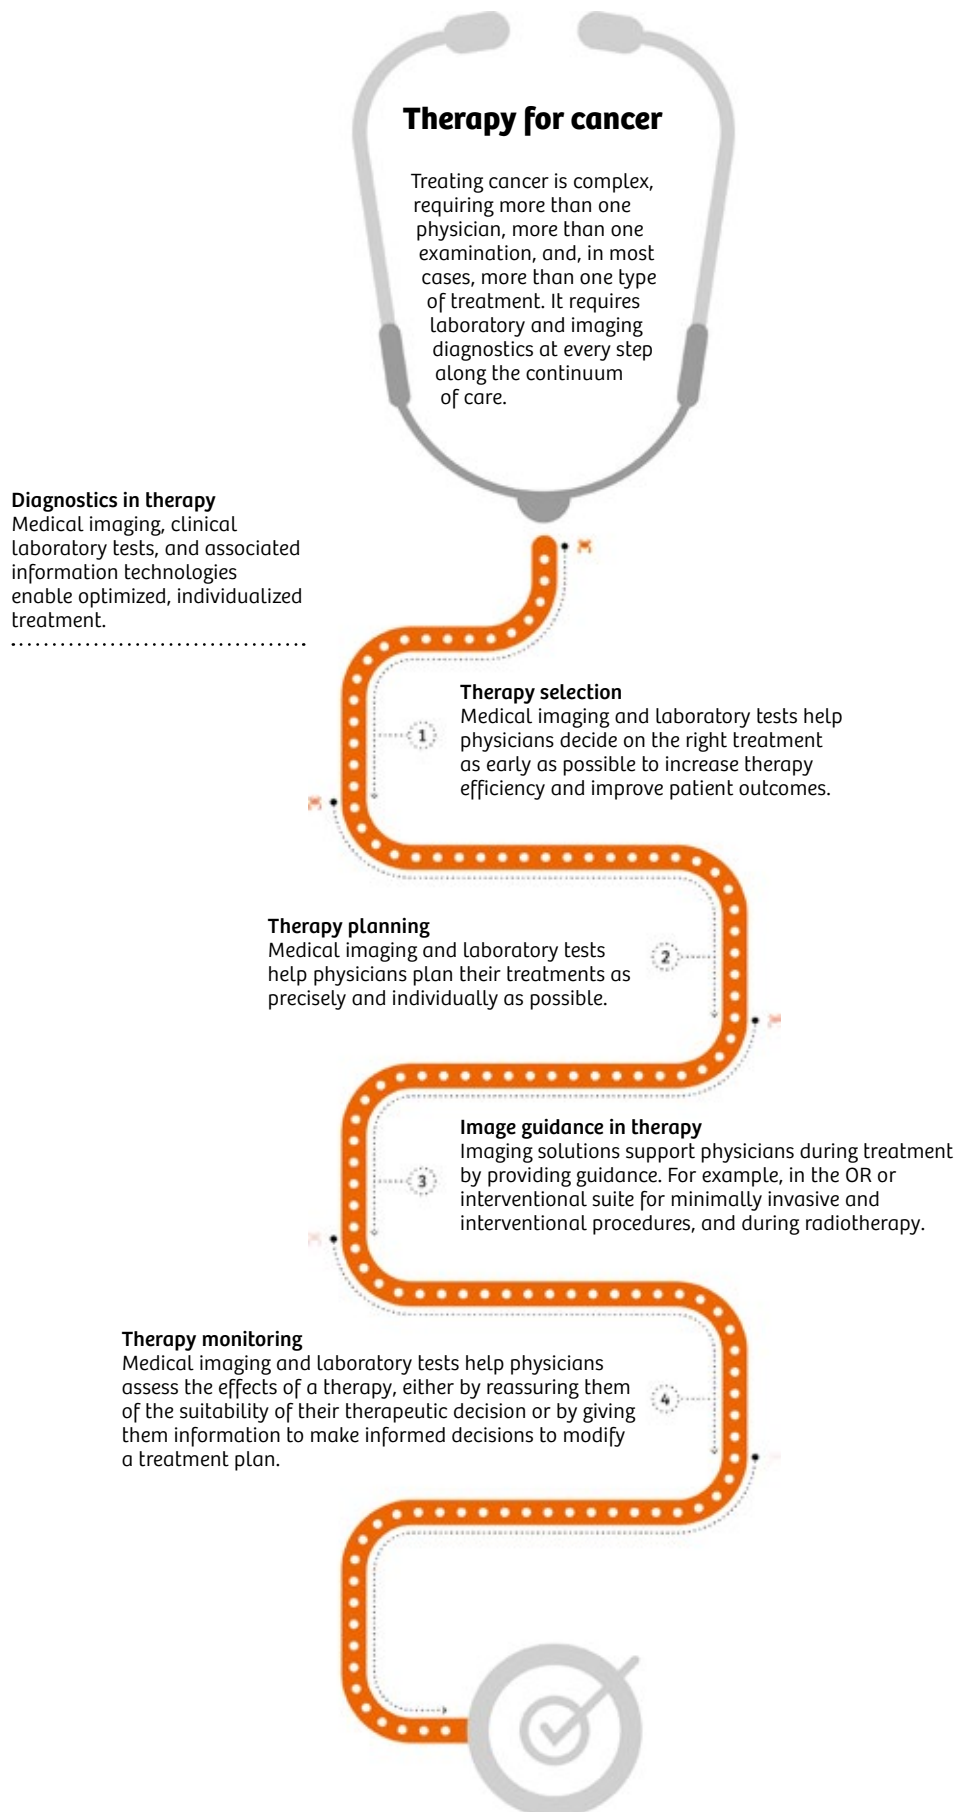 Therapy for cancer
Treating cancer is complex,
requiring more than one
physician, more than one
examination, and, in most
cases, more than one type
of treatment. It requires
laboratory and imaging
diagnostics at every step
along the continuum
of care.
Diagnostics in therapy
Medical imaging, clinical
laboratory tests, and associated
information technologies
enable optimized, individualized
treatment.
Therapy selection
Medical imaging and laboratory tests help
physicians decide on the right treatment
as early as possible to increase therapy
efficiency and improve patient outcomes.
1
Therapy planning
Medical imaging and laboratory tests
help physicians plan their treatments as
precisely and individually as possible.
2
Image guidance in therapy
Imaging solutions support physicians during treatment
by providing guidance. For example, in the OR or
interventional suite for minimally invasive and
interventional procedures, and during radiotherapy.
3
Therapy monitoring
Medical imaging and laboratory tests help physicians
assess the effects of a therapy, either by reassuring them
of the suitability of their therapeutic decision or by giving
them information to make informed decisions to modify
a treatment plan.
4